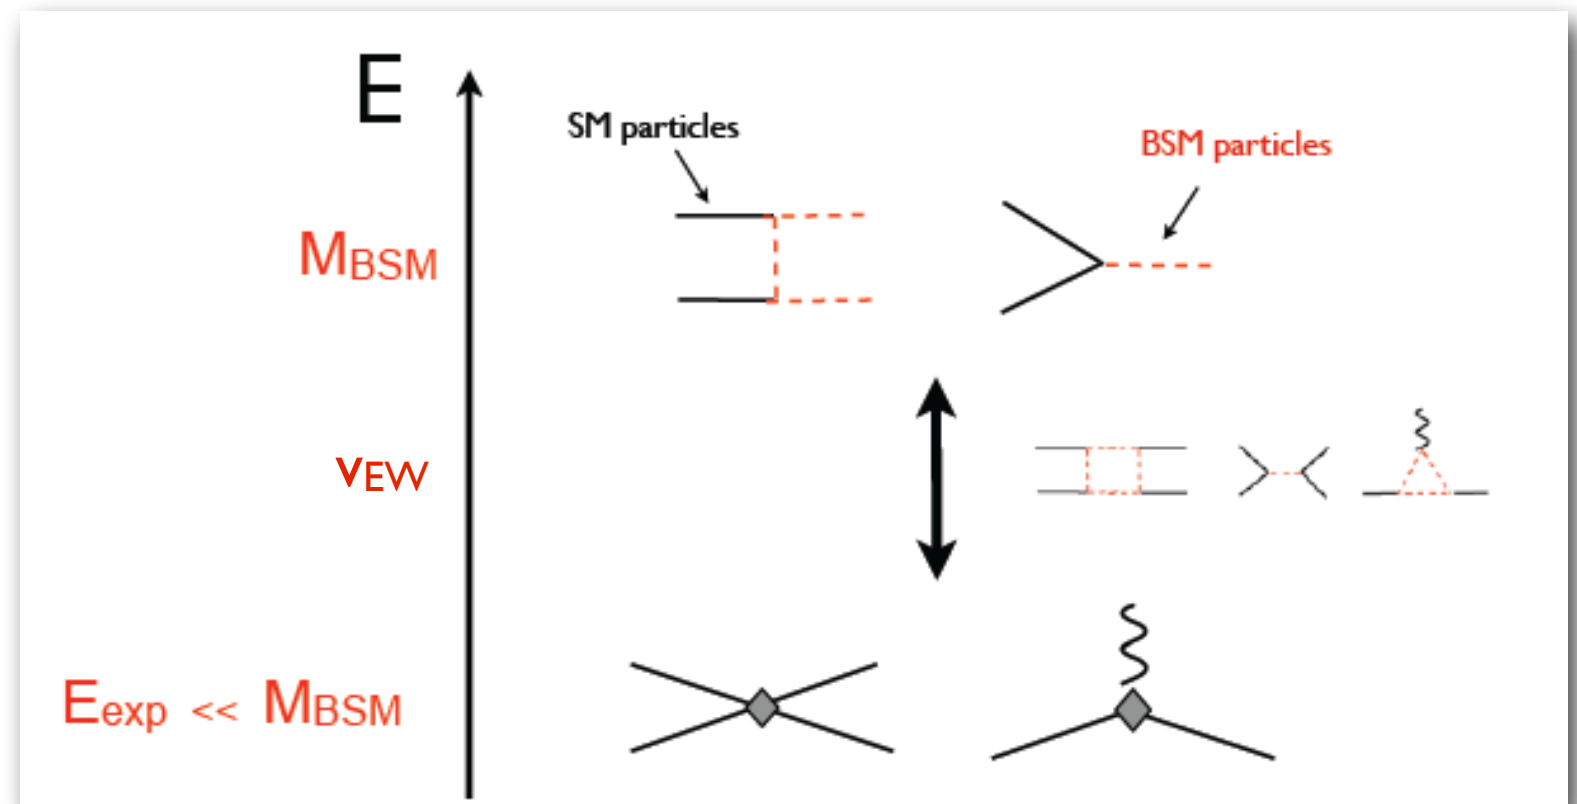 E
SM particles
BSM particles
MBSM
vEW
Eexp << MBSM